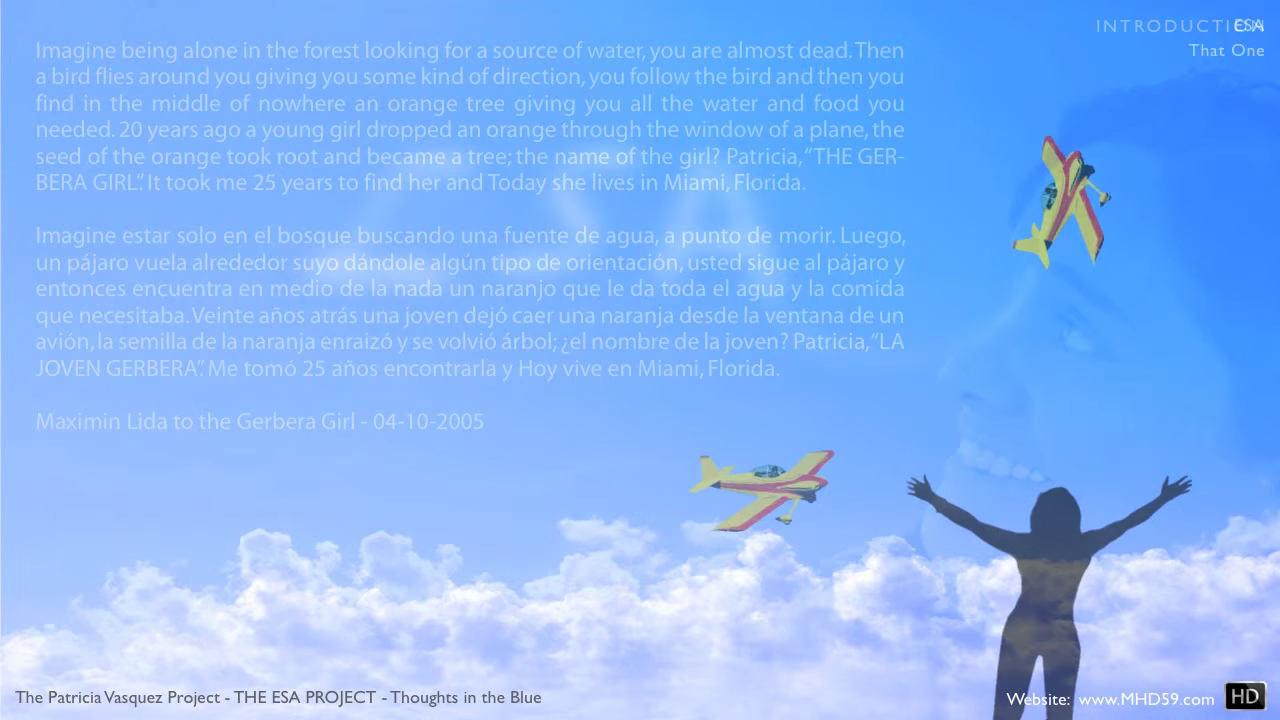 INTRODUCTION
ESA
That One
Imagine being alone in the forest looking for a source of water, you are almost dead. Then
a bird flies around you giving you some kind of direction, you follow the bird and then you
find in the middle of nowhere an orange tree giving you all the water and food you
needed. 20 years ago a young girl dropped an orange through the window of a plane, the
seed of the orange took root and became a tree; the name of the girl? Patricia, “THE GER-
BERA GIRL”. It took me 25 years to find her and Today she lives in Miami, Florida.
Imagine estar solo en el bosque buscando una fuente de agua, a punto de morir. Luego,
un pájaro vuela alrededor suyo dándole algún tipo de orientación, usted sigue al pájaro y
entonces encuentra en medio de la nada un naranjo que le da toda el agua y la comida
que necesitaba. Veinte años atrás una joven dejó caer una naranja desde la ventana de un
avión, la semilla de la naranja enraizó y se volvió árbol; ¿el nombre de la joven? Patricia, “LA
JOVEN GERBERA”. Me tomó 25 años encontrarla y Hoy vive en Miami, Florida.
Maximin Lida to the Gerbera Girl - 04-10-2005
The Patricia Vasquez Project - THE ESA PROJECT - Thoughts in the Blue
Website: www.MHD59.com HD